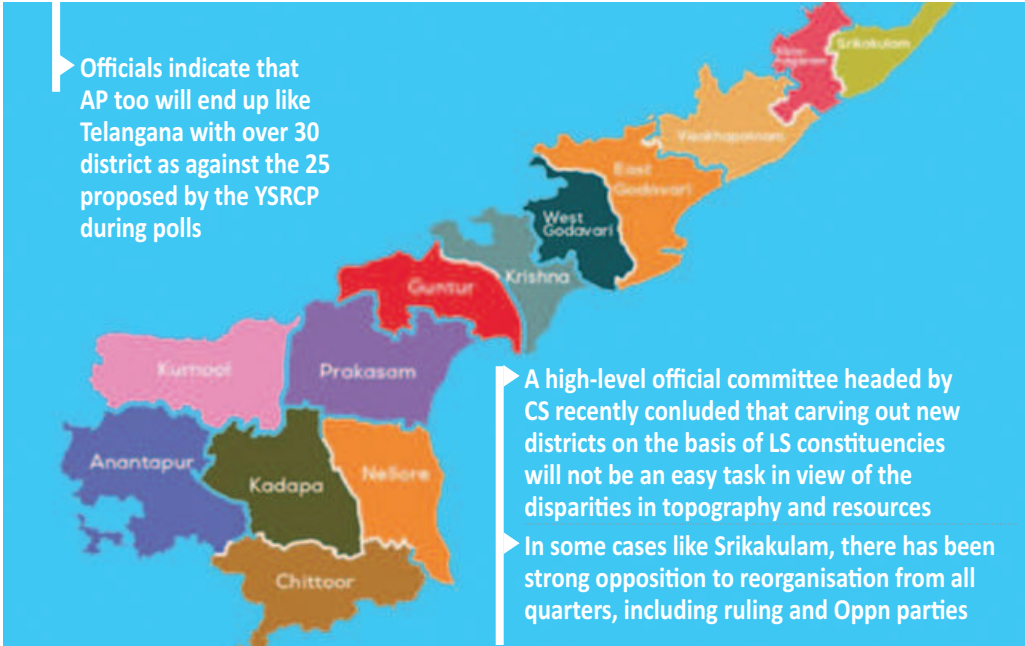 Officials indicate that
AP too will end up like
Telangana with over 30
district as against the 25
proposed by the YSRCP
during polls
Srikakulam
Visakhapatnam
East
Godavari
West
Godavari
Krishna
Guntur
Kurnool
Prakasam
Anantapur
Kadapa
Nellore
Chittoor
A high-level official committee headed by
CS recently conluded that carving out new
districts on the basis of LS constituencies
will not be an easy task in view of the
disparities in topography and resources
In some cases like Srikakulam, there has been
strong opposition to reorganisation from all
quarters, including ruling and Oppn parties